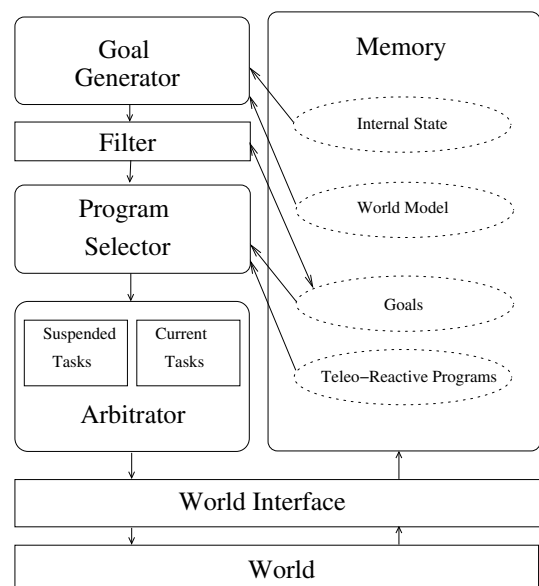 Goal
Generator
Filter
Program
Selector
Suspended
Tasks
Current
Tasks
Arbitrator
Memory
Internal State
World Model
Goals
Teleo−Reactive Programs
World Interface
World